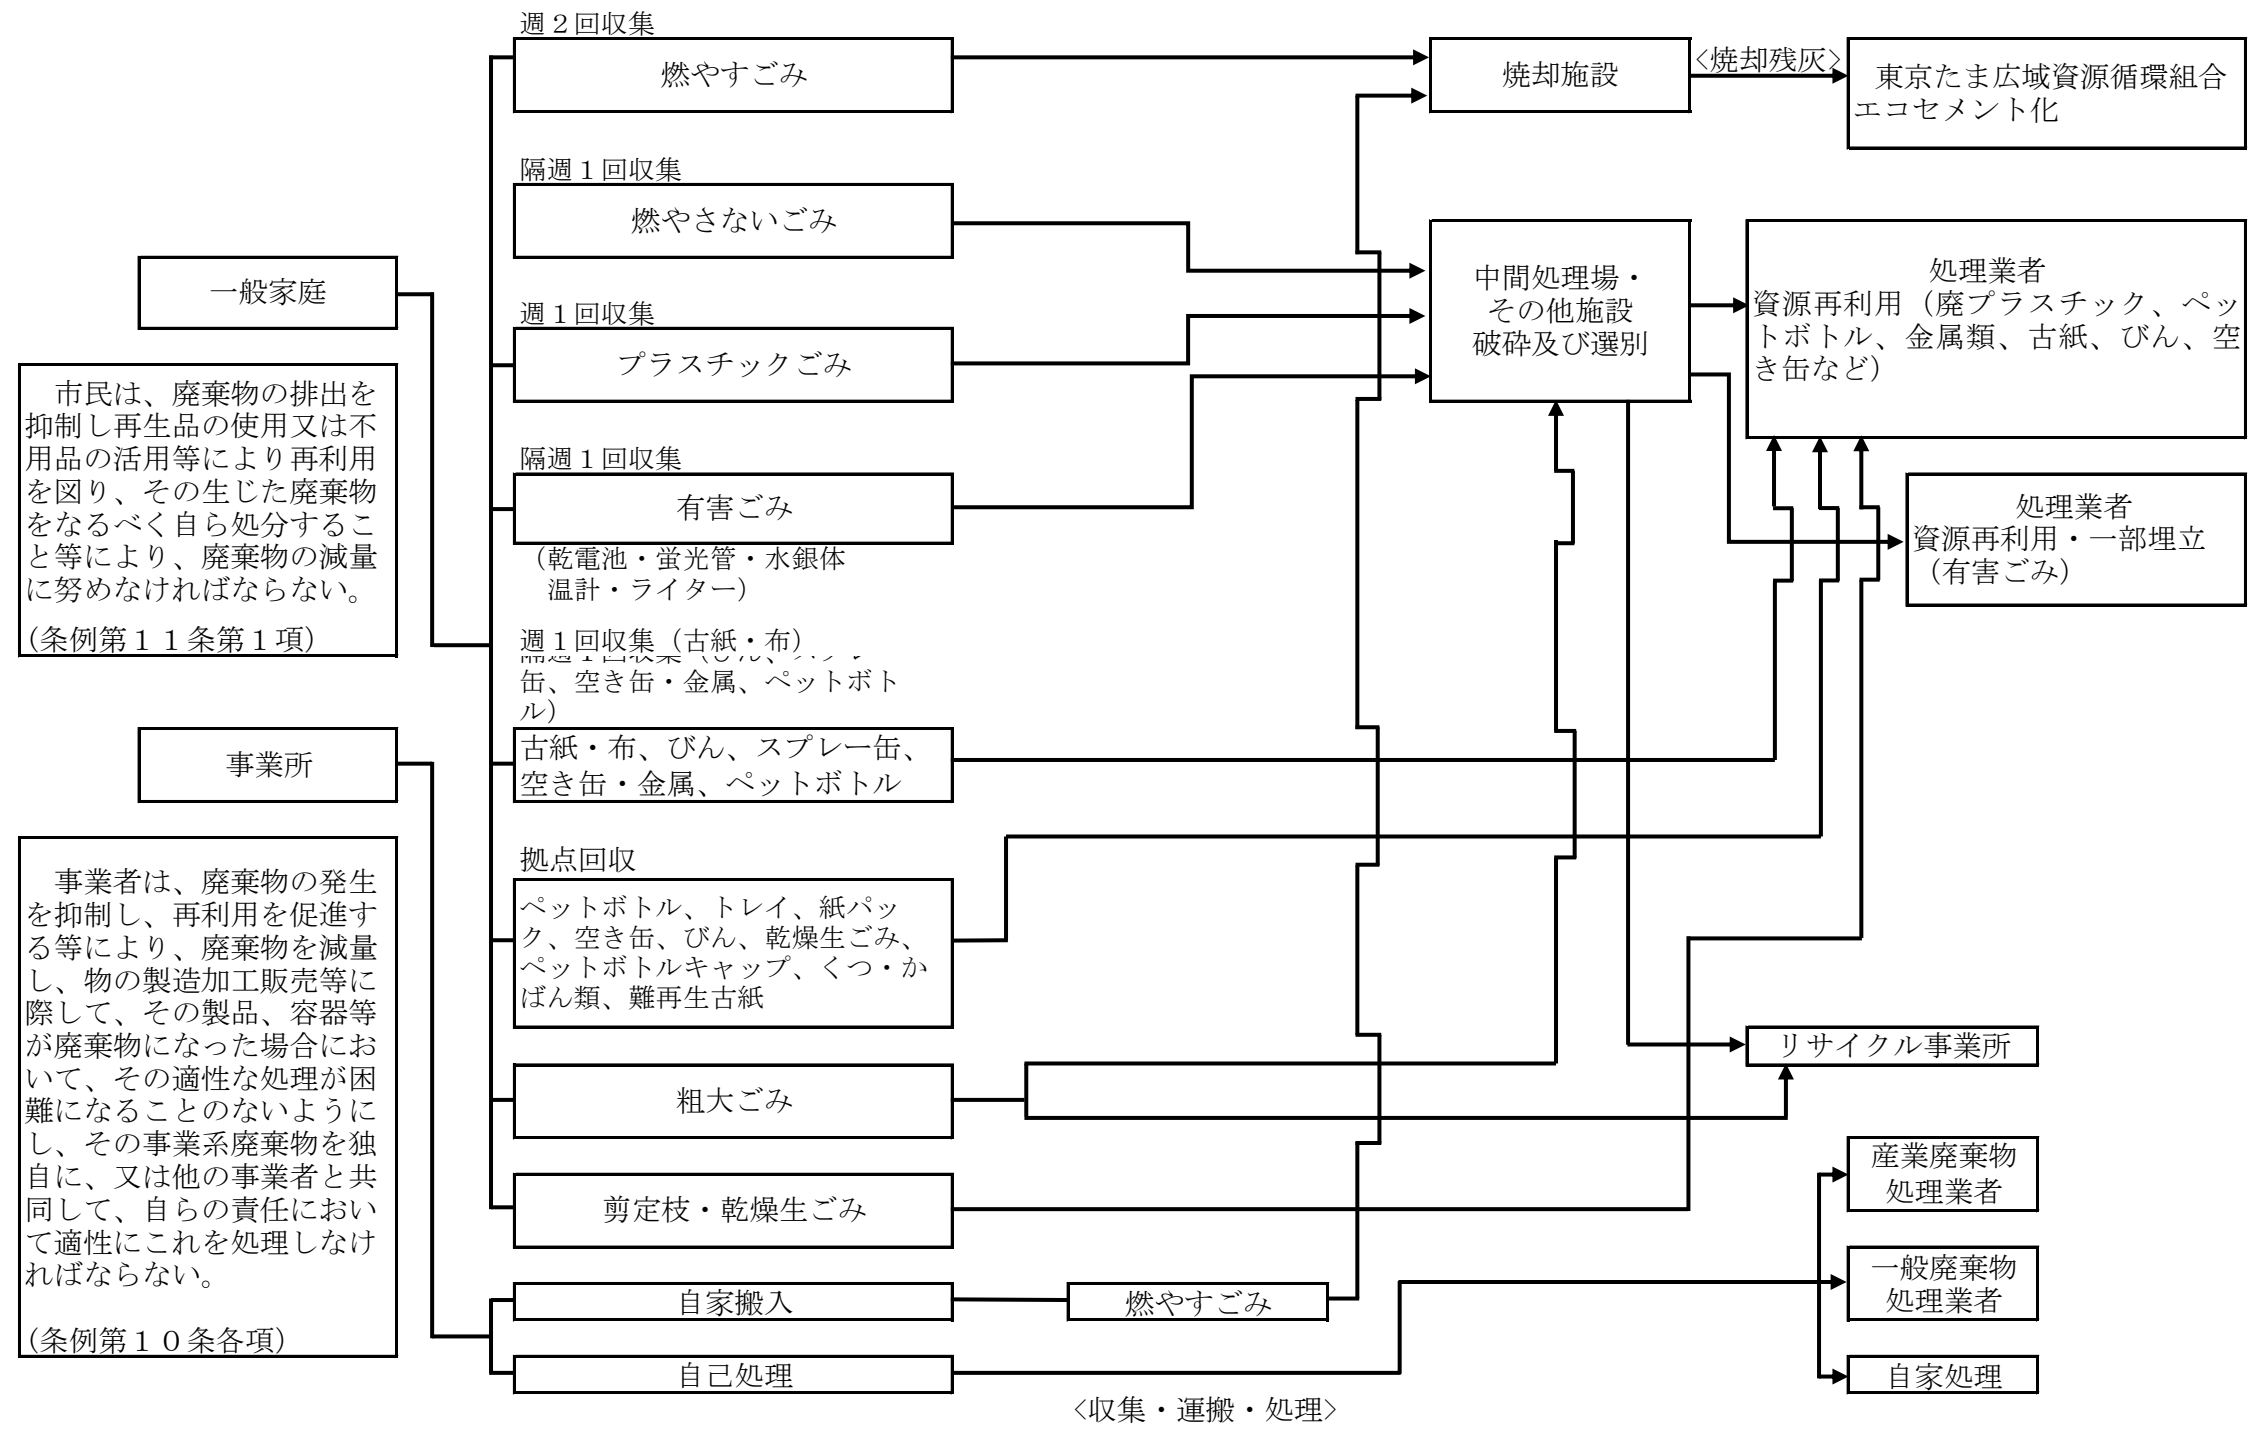 週２回収集
燃やすごみ
焼却施設
<焼却残灰>
東京たま広域資源循環組合
エコセメント化
隔週１回収集
燃やさないごみ
一般家庭
週１回収集
プラスチックごみ
中間処理場・
その他施設
破砕及び選別
処理業者
資源再利用（廃プラスチック、ペッ
トボトル、金属類、古紙、びん、空
き缶など）
市民は、廃棄物の排出を
抑制し再生品の使用又は不
用品の活用等により再利用
を図り、その生じた廃棄物
をなるべく自ら処分するこ
と等により、廃棄物の減量
に努めなければならない。
(条例第１１条第１項)
隔週１回収集
有害ごみ
（乾電池・蛍光管・水銀体
温計・ライター）
処理業者
資源再利用・一部埋立
（有害ごみ）
週１回収集（古紙・布）
缶、空き缶・金属、ペットボト
ル）
古紙・布、びん、スプレー缶、
空き缶・金属、ペットボトル
事業所
事業者は、廃棄物の発生
を抑制し、再利用を促進す
る等により、廃棄物を減量
し、物の製造加工販売等に
際して、その製品、容器等
が廃棄物になった場合にお
いて、その適性な処理が困
難になることのないように
し、その事業系廃棄物を独
自に、又は他の事業者と共
同して、自らの責任におい
て適性にこれを処理しなけ
ればならない。
(条例第１０条各項)
拠点回収
ペットボトル、トレイ、紙パッ
ク、空き缶、びん、乾燥生ごみ、
ペットボトルキャップ、くつ・か
ばん類、難再生古紙
リサイクル事業所
粗大ごみ
剪定枝・乾燥生ごみ
産業廃棄物
処理業者
一般廃棄物
処理業者
自家搬入
燃やすごみ
自己処理
自家処理
<収集・運搬・処理>